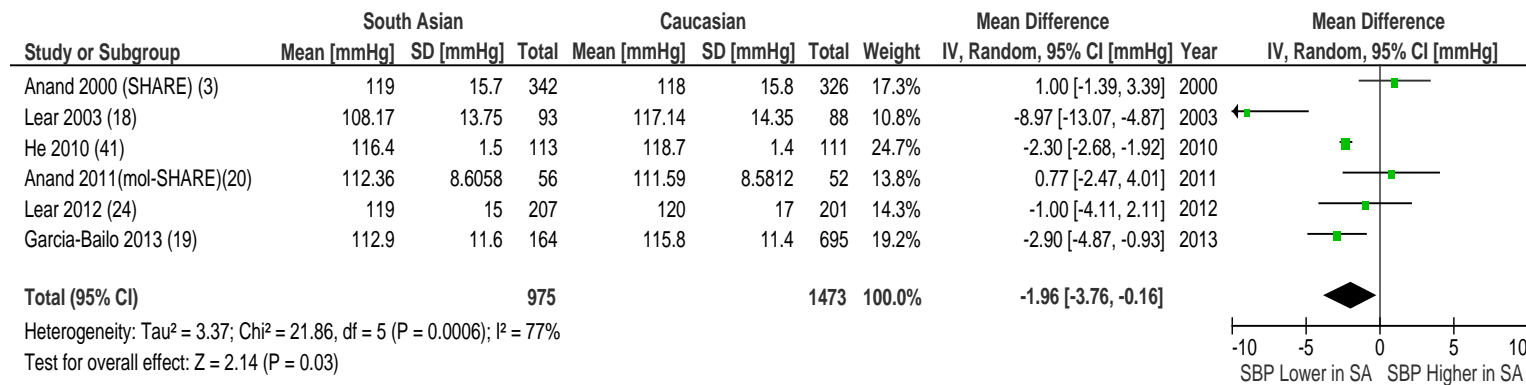 South Asian Caucasian Mean Difference Mean Difference
Study or Subgroup Mean [mmHg] SD [mmHg] Total Mean [mmHg] SD [mmHg] Total Weight IV, Random, 95% CI [mmHg] Year IV, Random, 95% CI [mmHg]
Anand 2000 (SHARE) (3) 119 15.7 342 118 15.8 326 17.3% 1.00 [-1.39, 3.39] 2000
Lear 2003 (18) 108.17 13.75 93 117.14 14.35 88 10.8% -8.97 [-13.07, -4.87] 2003
He 2010 (41) 116.4 1.5 113 118.7 1.4 111 24.7% -2.30 [-2.68, -1.92] 2010
Anand 2011(mol-SHARE)(20) 112.36 8.6058 56 111.59 8.5812 52 13.8% 0.77 [-2.47, 4.01] 2011
Lear 2012 (24) 119 15 207 120 17 201 14.3% -1.00 [-4.11, 2.11] 2012
Garcia-Bailo 2013 (19) 112.9 11.6 164 115.8 11.4 695 19.2% -2.90 [-4.87, -0.93] 2013
Total (95% CI) 975 1473 100.0% -1.96 [-3.76, -0.16]
Heterogeneity: Tau² = 3.37; Chi² = 21.86, df = 5 (P = 0.0006); I² = 77%
Test for overall effect: Z = 2.14 (P = 0.03)
-10 -5 0 5 10
SBP Lower in SA SBP Higher in SA